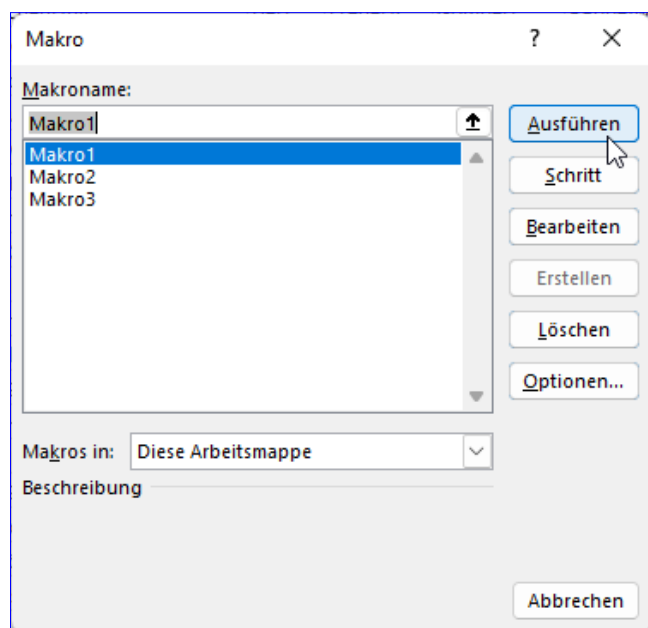 Makro
?
Makroname:
Makro1
Ausführen
Makro1
Makro2
Makro3
Schritt
Bearbeiten
Erstellen
Löschen
Optionen...
Makros in: Diese Arbeitsmappe
Beschreibung
Abbrechen